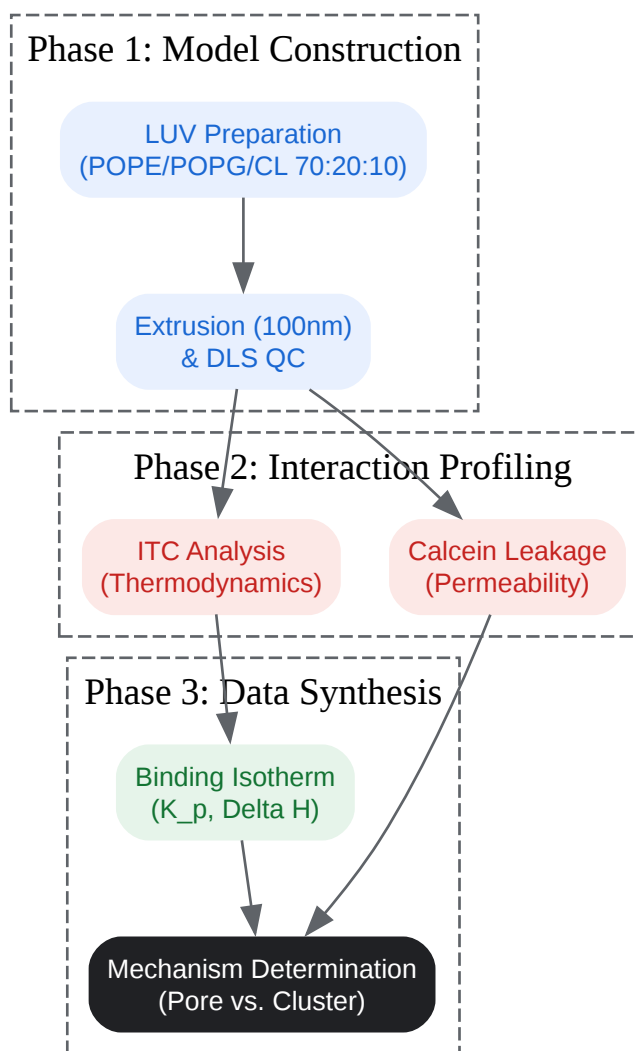 Phase 1: Model Construction
LUV Preparation
(POPE/POPG/CL 70:20:10)
Extrusion (100nm)
& DLS QC
Phase 2: Interaction Profiling
ITC Analysis
(Thermodynamics)
Calcein Leakage
(Permeability)
Phase 3: Data Synthesis
Binding Isotherm
(K_p, Delta H)
Mechanism Determination
(Pore vs. Cluster)